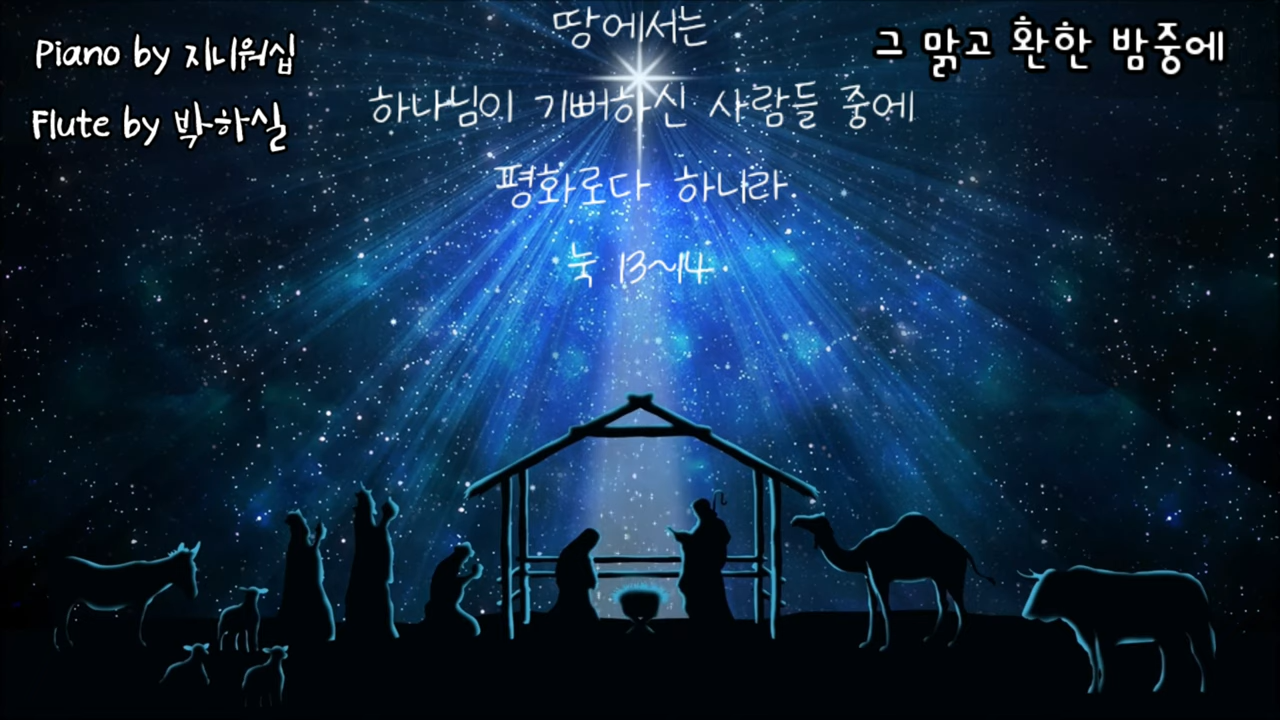 Piano by 지니워십
Flute by 박하실
그 맑고 환한 밤중에
땅에서는
하나님이 기뻐하신 사람들 중에
평화로다 하니라.
눅 13~14.